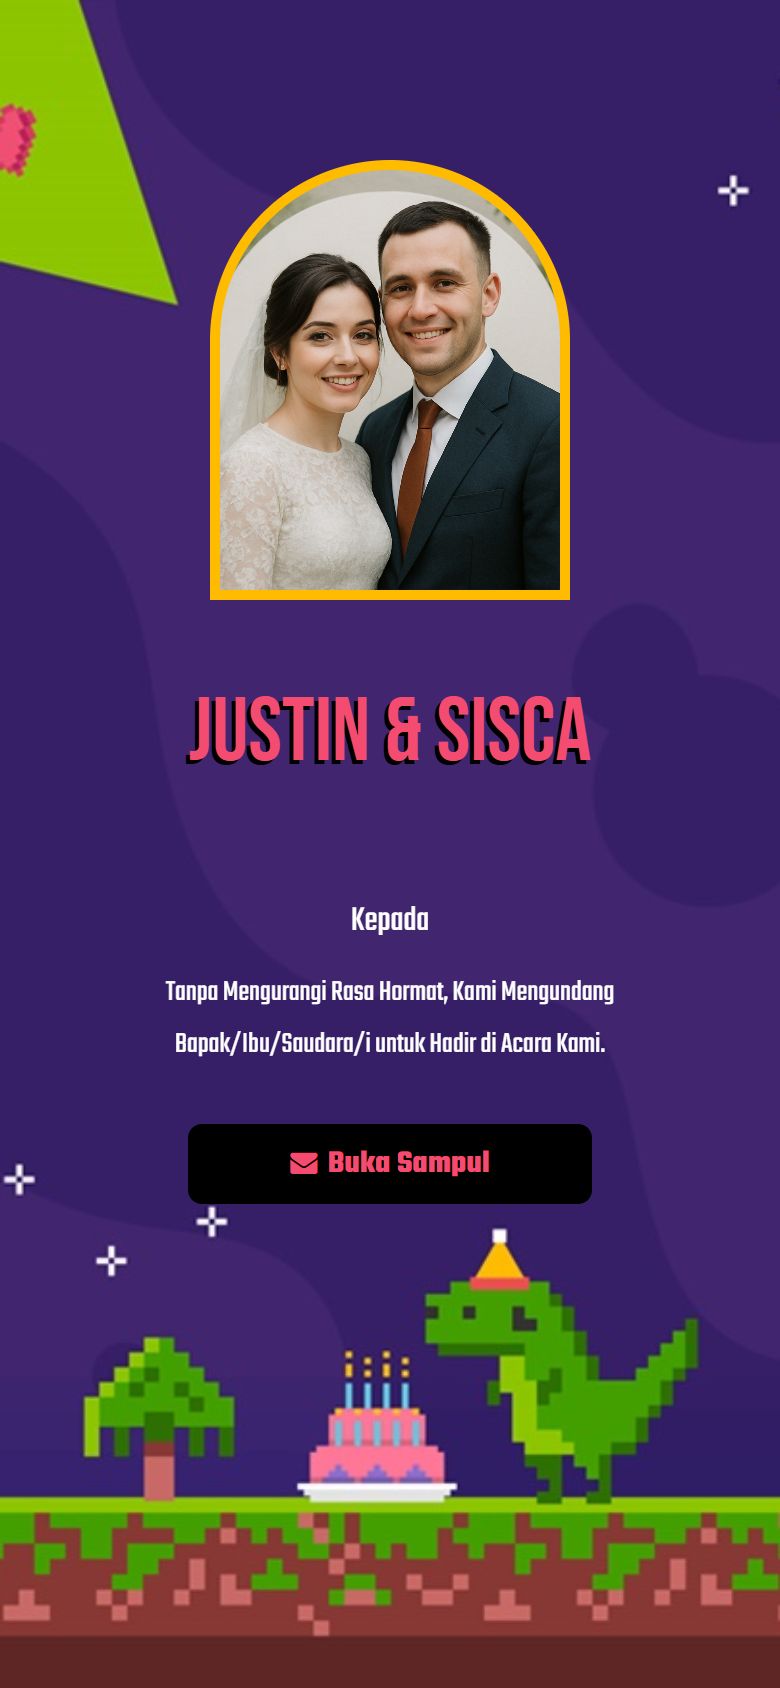 JUSTIN & SISCA
Kepada
Tanpa Mengurangi Rasa Hormat, Kami Mengundang
Bapak/Ibu/Saudara/i untuk Hadir di Acara Kami.
Buka Sampul